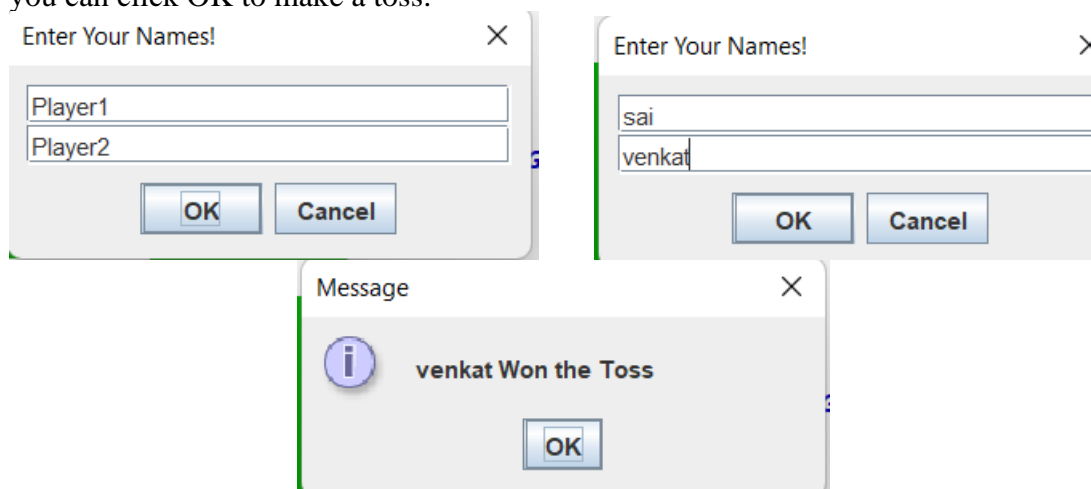 you can click OK to make a toss.
Enter Your Names!
Player1
Player2
OK Cancel
Enter Your Names!
sai
venkat
OK Cancel
Message
venkat Won the Toss
OK